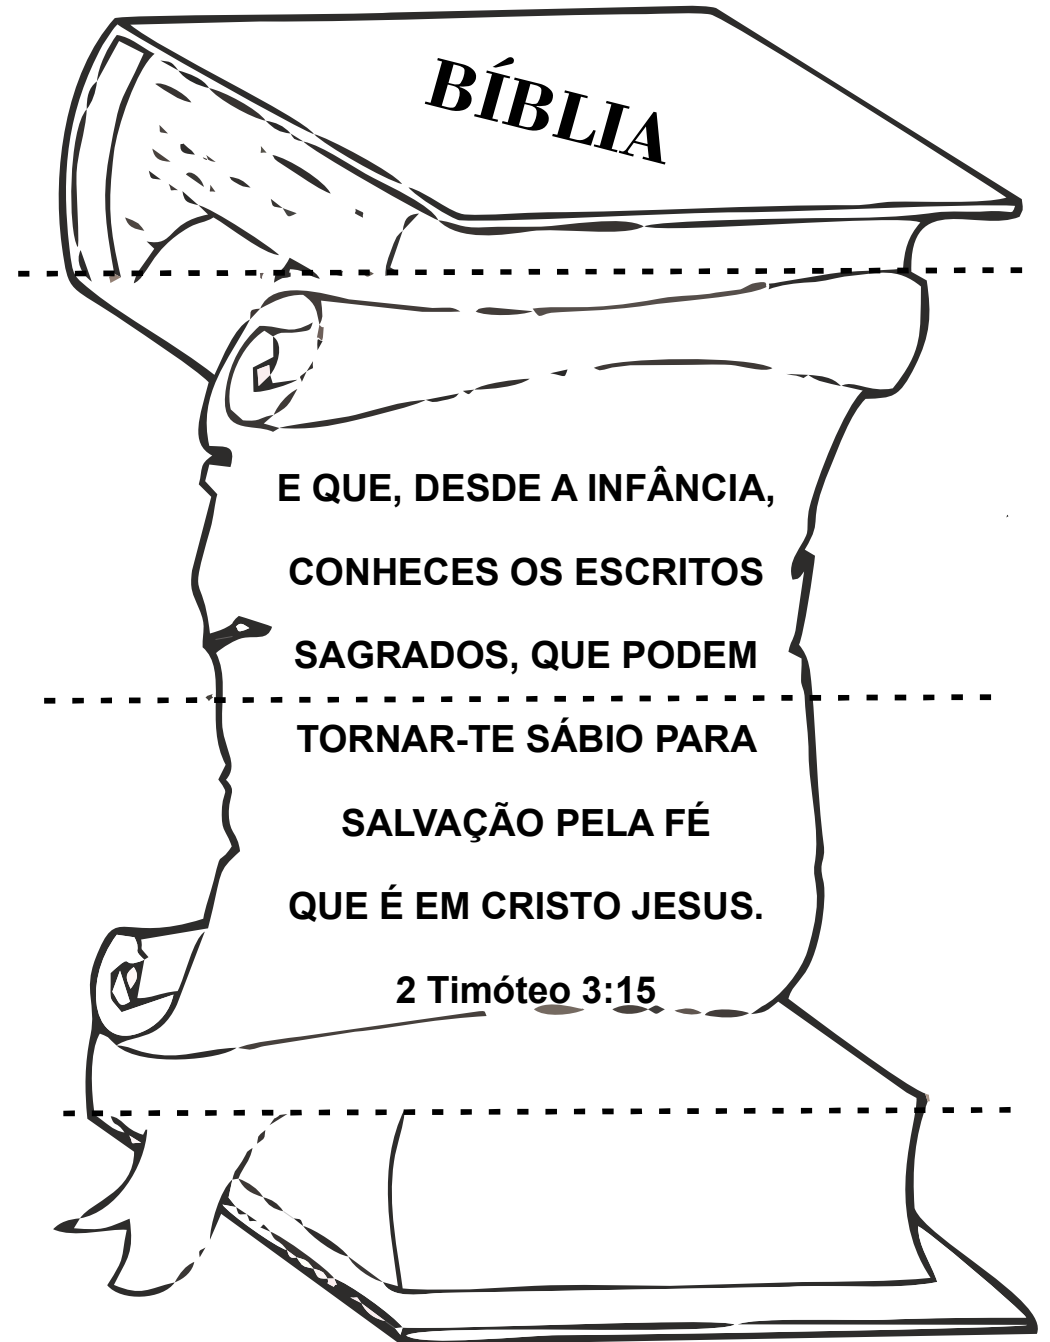 BÍBLIA
E QUE, DESDE A INFÂNCIA,
CONHECES OS ESCRITOS
SAGRADOS, QUE PODEM
TORNAR-TE SÁBIO PARA
SALVAÇÃO PELA FÉ
QUE É EM CRISTO JESUS.
2 Timóteo 3:15